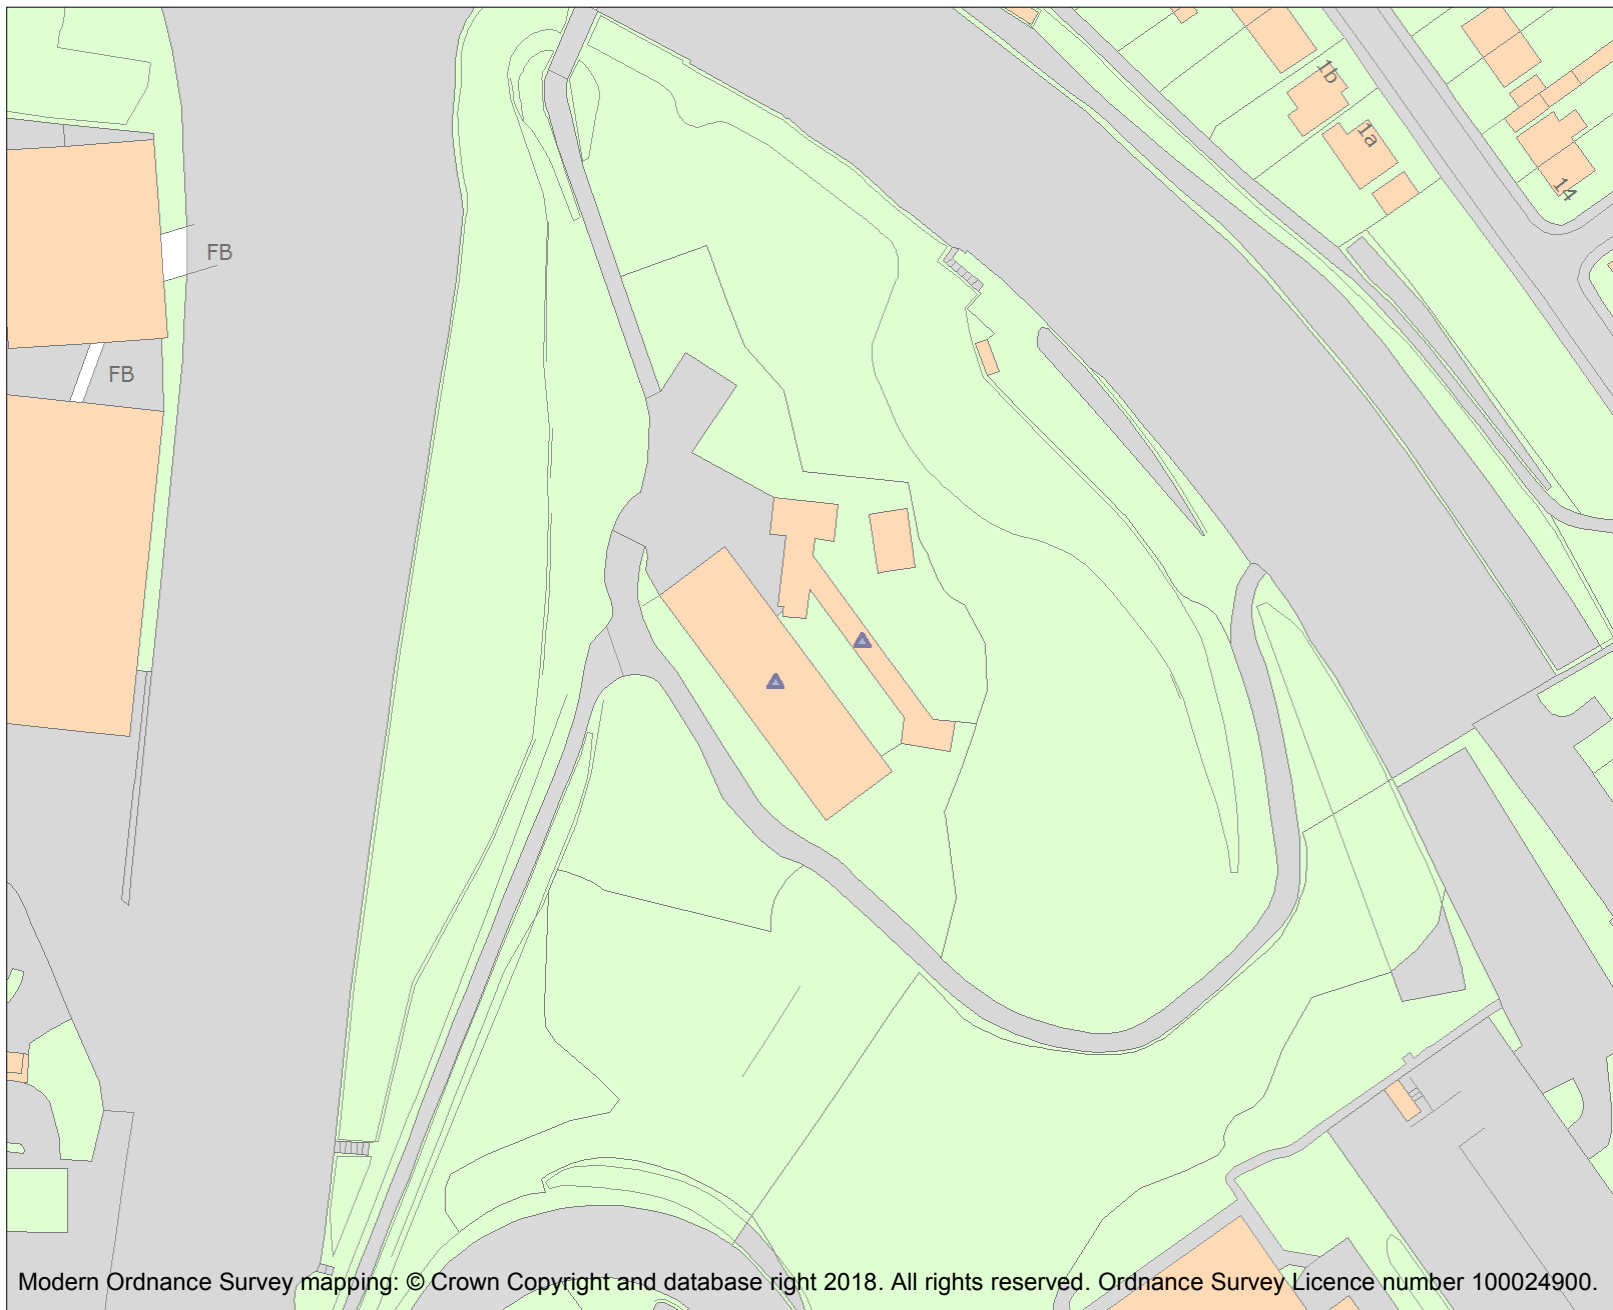 1b
1a
14
FB
FB
Modern Ordnance Survey mapping: © Crown Copyright and database right 2018. All rights reserved. Ordnance Survey Licence number 100024900.